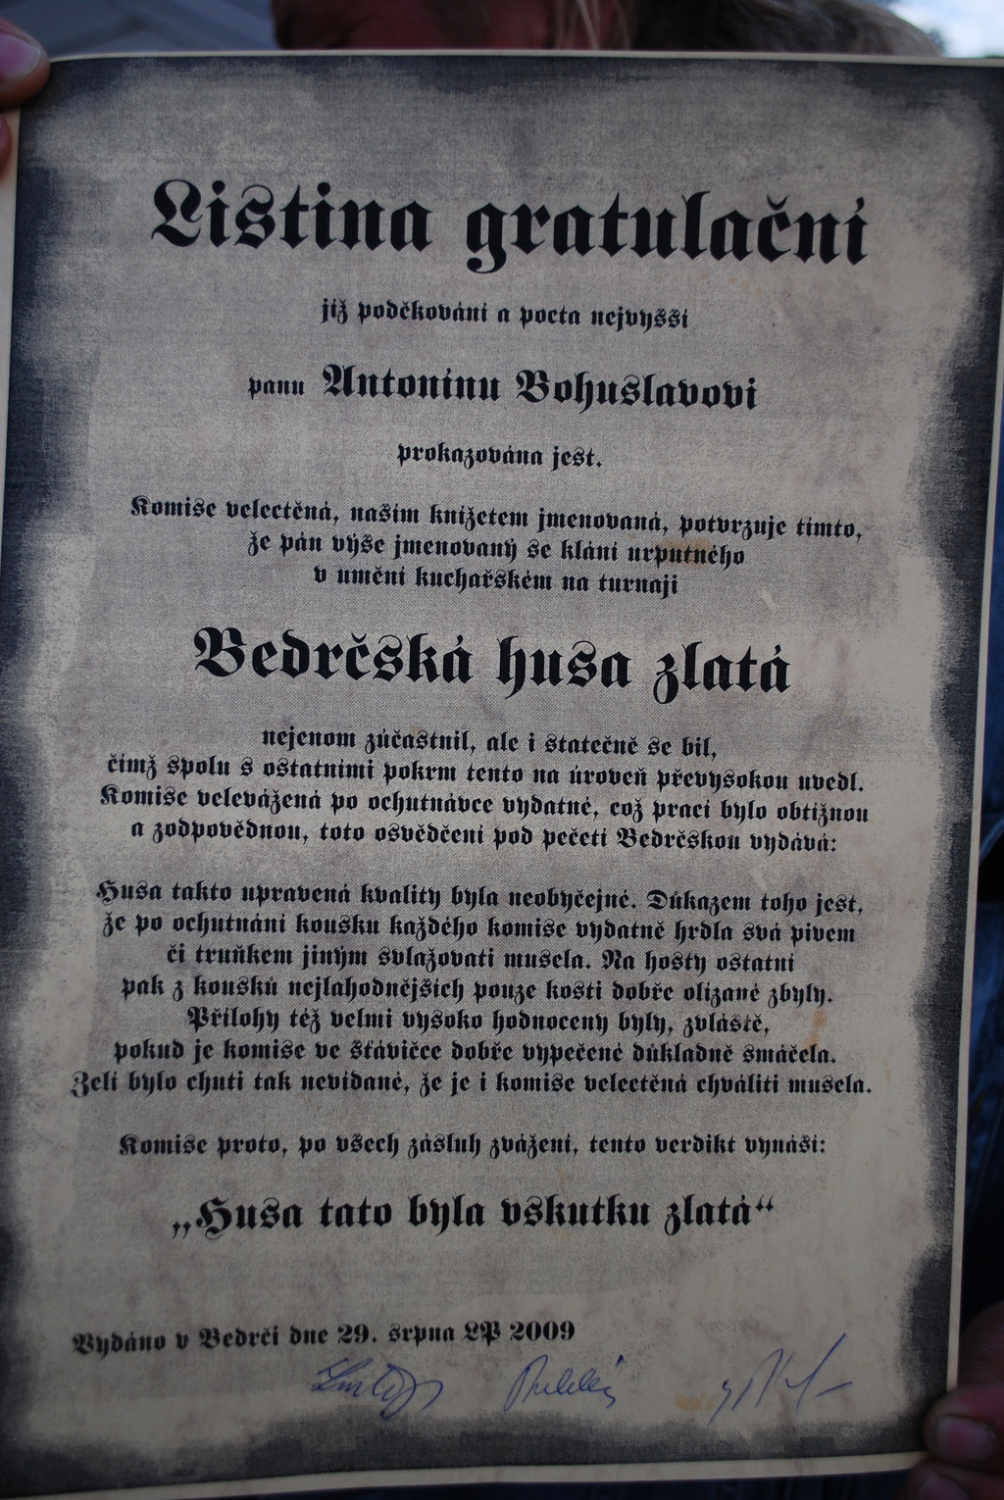 Listina gratulační
jíž poděkování a pocta nejvyšší
panu Antonínu Bohuslavovi
prokazována jest.
Komise velectěná, naším knížetem jmenovaná, potvrzuje tímto,
že pán výše jmenovaný se klání urputného
v umění kuchařském na turnaji
Bedrčská husa zlatá
nejenom zúčastnil, ale i statečně se bil,
čímž spolu s ostatními pokrm tento na úroveň převysokou uvedl.
Komise velevážená po ochutnávce vydatné, což prací bylo obtížnou
a zodpovědnou, toto osvědčení pod pečetí Bedrčskou vydává:
Husa takto upravená kvality byla neobyčejné. Důkazem toho jest,
že po ochutnání kousku každého komise vydatně hrdla svá pivem
či truňkem jiným svlažovati musela. Na hosty ostatní
pak z kousků nejlahodnějších pouze kosti dobře olízané zbyly.
Přílohy též velmi vysoko hodnoceny byly, zvláště,
pokud je komise ve šťávičce dobře vypečené důkladně smáčela.
Zelí bylo chuti tak nevídané, že je i komise velectěná chváliti musela.
Komise proto, po všech zásluh zvážení, tento verdikt vynáší:
„Husa tato byla vskutku zlatá“
Vydáno v Bedrči dne 29. srpna LP 2009